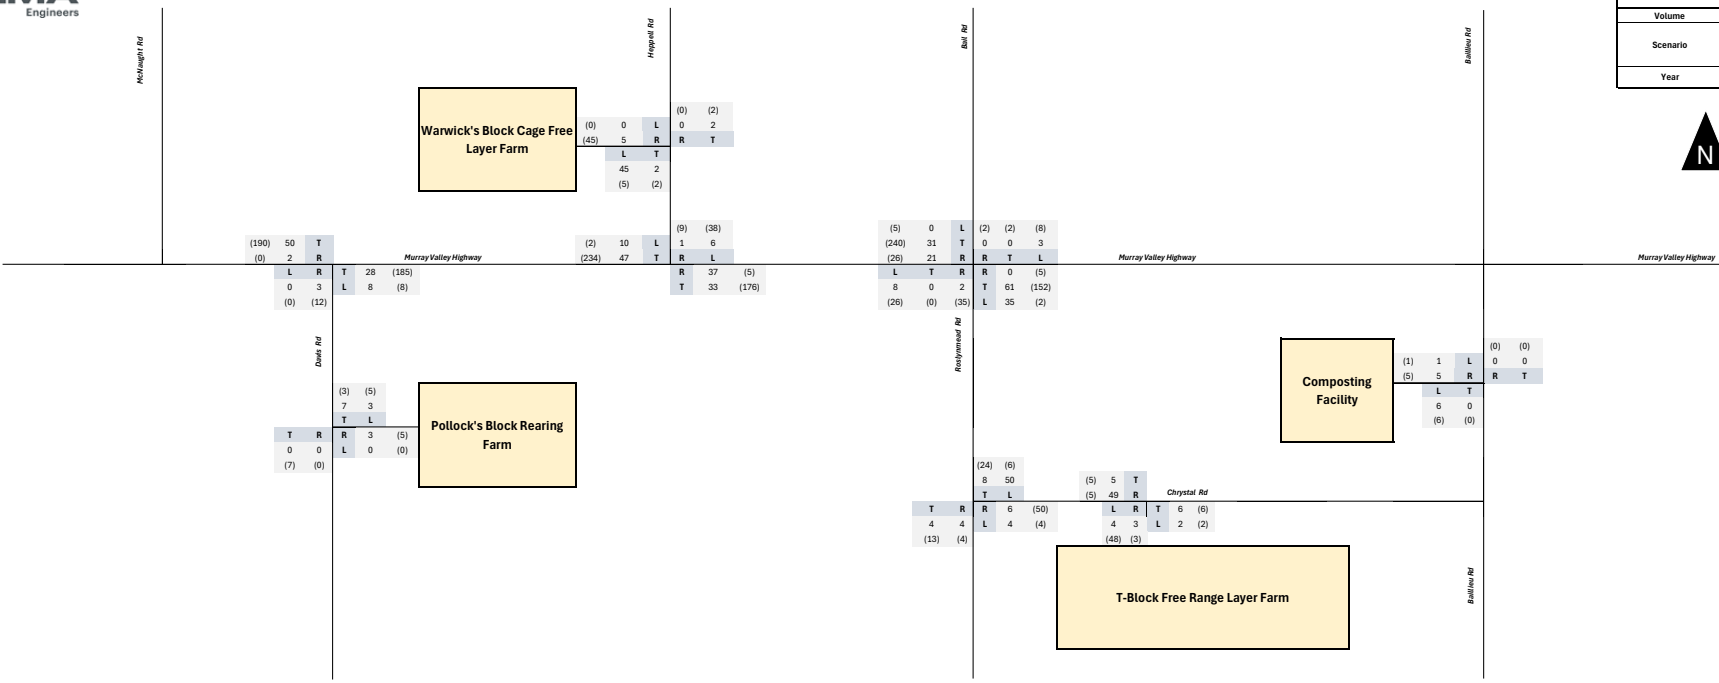 Engineers
Volume
Scenario
Year
N
McNaught Rd
Heppell Rd
Bail Rd
Baillieu Rd
Warwick's Block Cage Free
Layer Farm
(0) (2)
(0) 0 L 0 2
(45) 5 R R T
L T
45 2
(5) (2)
(190) 50 T
(0) 2 R
L R T 28 (185)
0 3 L 8 (8)
(0) (12)
Murray Valley Highway
(9) (38)
(2) 10 L 1 6
(234) 47 T R L
R 37 (5)
T 33 (176)
(5) 0 L (2) (2) (8)
(240) 31 T 0 0 3
(26) 21 R R T L
L T R R 0 (5)
8 0 2 T 61 (152)
(26) (0) (35) L 35 (2)
Murray Valley Highway
Murray Valley Highway
Davis Rd
Roslynmead Rd
(3) (5)
7 3
T L
T R R 3 (5)
0 0 L 0 (0)
(7) (0)
Pollock's Block Rearing
Farm
Composting
Facility
(0) (0)
(1) 1 L 0 0
(5) 5 R R T
L T
6 0
(6) (0)
(24) (6)
8 50
T L
T R R 6 (50)
4 4 L 4 (4)
(13) (4)
(5) 5 T
(5) 49 R
Chrystal Rd
L R T 6 (6)
4 3 L 2 (2)
(48) (3)
T-Block Free Range Layer Farm
Baillieu Rd